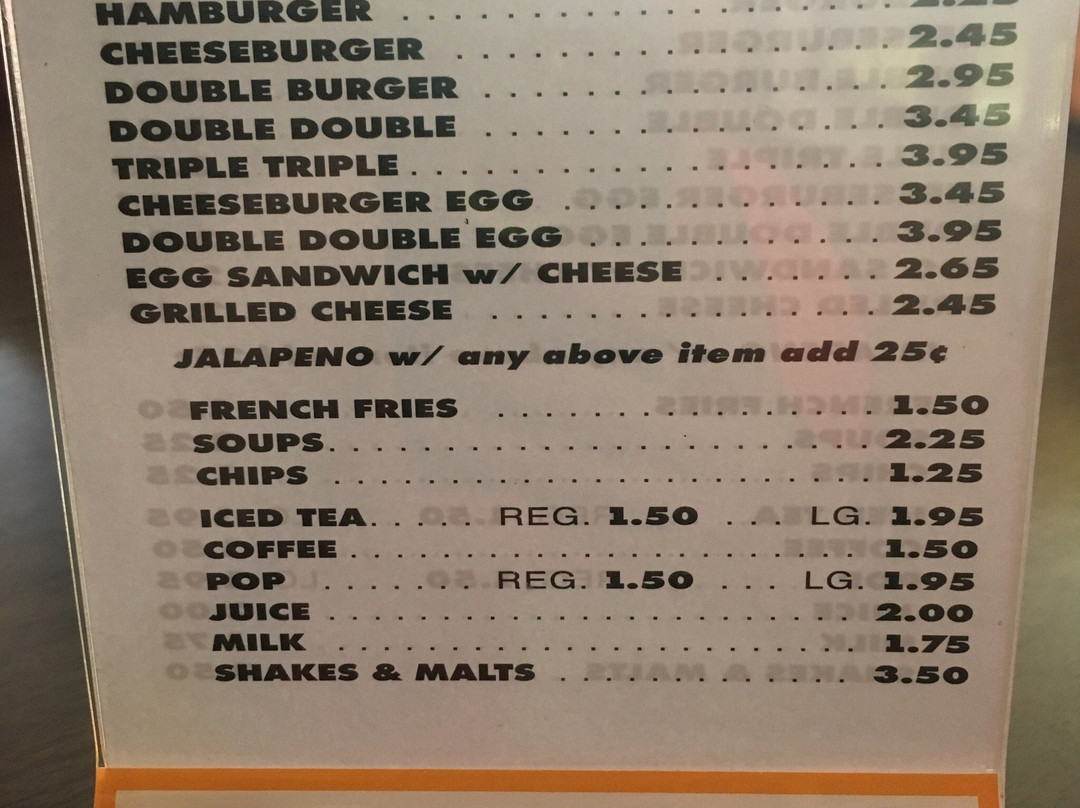 HAMBURGER . . . . . . . . . . . . . . . . . . . 2.25
CHEESEBURGER . . . . . . . . . . . . . . . . . 2.45
DOUBLE BURGER . . . . . . . . . . . . . . . . 2.95
DOUBLE DOUBLE . . . . . . . . . . . . . . . . 3.45
TRIPLE TRIPLE . . . . . . . . . . . . . . . . . . . 3.95
CHEESEBURGER EGG . . . . . . . . . . . . . 3.45
DOUBLE DOUBLE EGG . . . . . . . . . . . . 3.95
EGG SANDWICH w/ CHEESE . . . . . . . 2.65
GRILLED CHEESE . . . . . . . . . . . . . . . . 2.45
JALAPENO w/ any above item add 25¢
FRENCH FRIES . . . . . . . . . . . . . . . . 1.50
SOUPS . . . . . . . . . . . . . . . . . . . . . . . 2.25
CHIPS . . . . . . . . . . . . . . . . . . . . . . . 1.25
ICED TEA . . . . . REG. 1.50 . . . LG. 1.95
COFFEE . . . . . . . . . . . . . . . . . . . . . . 1.50
POP . . . . . . . REG. 1.50 . . . LG. 1.95
JUICE . . . . . . . . . . . . . . . . . . . . . . . 2.00
MILK . . . . . . . . . . . . . . . . . . . . . . . 1.75
SHAKES & MALTS . . . . . . . . . . . . . 3.50